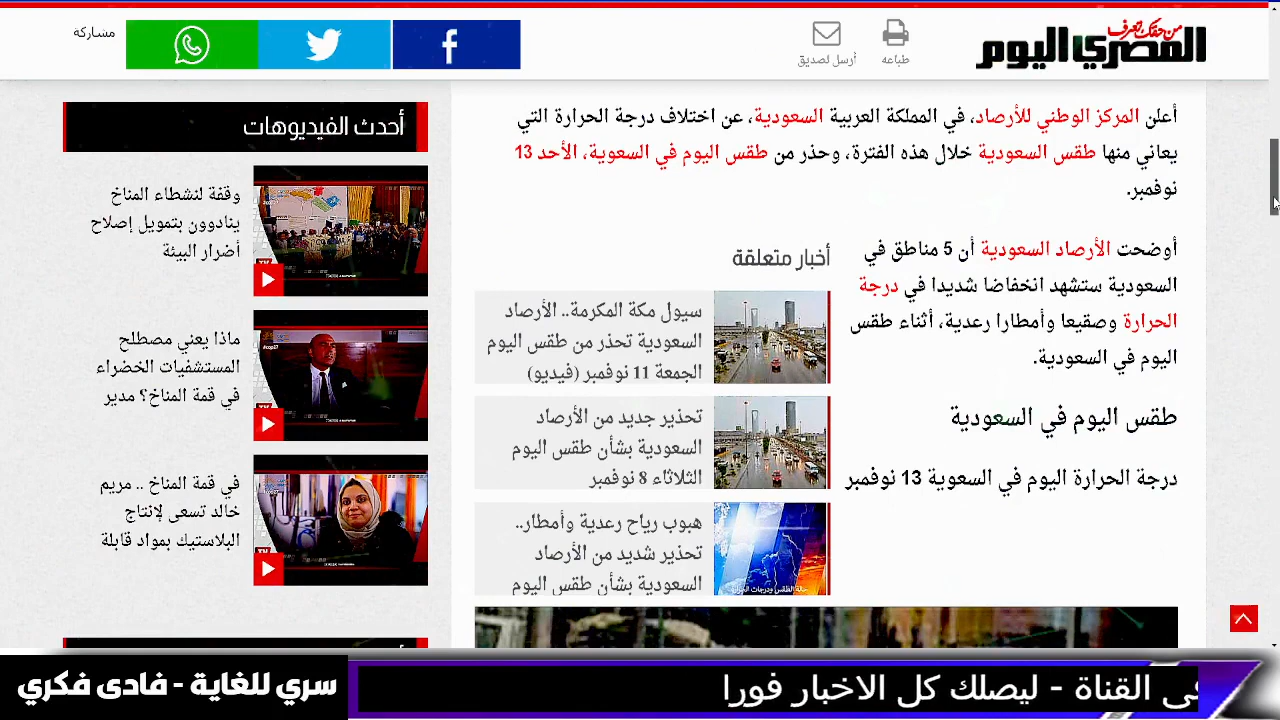 من حقك تعرف
المصري اليوم
طباعه
أرسل لصديق
مشاركة
أعلن المركز الوطني للأرصاد، في المملكة العربية السعودية، عن اختلاف درجة الحرارة التي
يعاني منها طقس السعودية خلال هذه الفترة، وحذر من طقس اليوم في السعوية، الأحد 13
نوفمبر.
أوضحت الأرصاد السعودية أن 5 مناطق في
السعودية ستشهد انخفاضا شديدا في درجة
الحرارة وصقيعا وأمطارا رعدية، أثناء طقس
اليوم في السعودية.
طقس اليوم في السعودية
درجة الحرارة اليوم في السعوية 13 نوفمبر
أخبار متعلقة
سيول مكة المكرمة.. الأرصاد
السعودية تحذر من طقس اليوم
الجمعة 11 نوفمبر (فيديو)
تحذير جديد من الأرصاد
السعودية بشأن طقس اليوم
الثلاثاء 8 نوفمبر
هبوب رياح رعدية وأمطار..
تحذير شديد من الأرصاد
السعودية بشأن طقس اليوم
حالة الطقس ودرجات الحرارة
أحدث الفيديوهات
وقفة لنشطاء المناخ
ينادوون بتمويل إصلاح
أضرار البيئة
ماذا يعني مصطلح
المستشفيات الخضراء
في قمة المناخ؟ مدير
في قمة المناخ .. مريم
خالد تسعى لإنتاج
البلاستيك بمواد قابلة
القناة - ليصلك كل الاخبار فورا
سري للغاية - فادى فكري